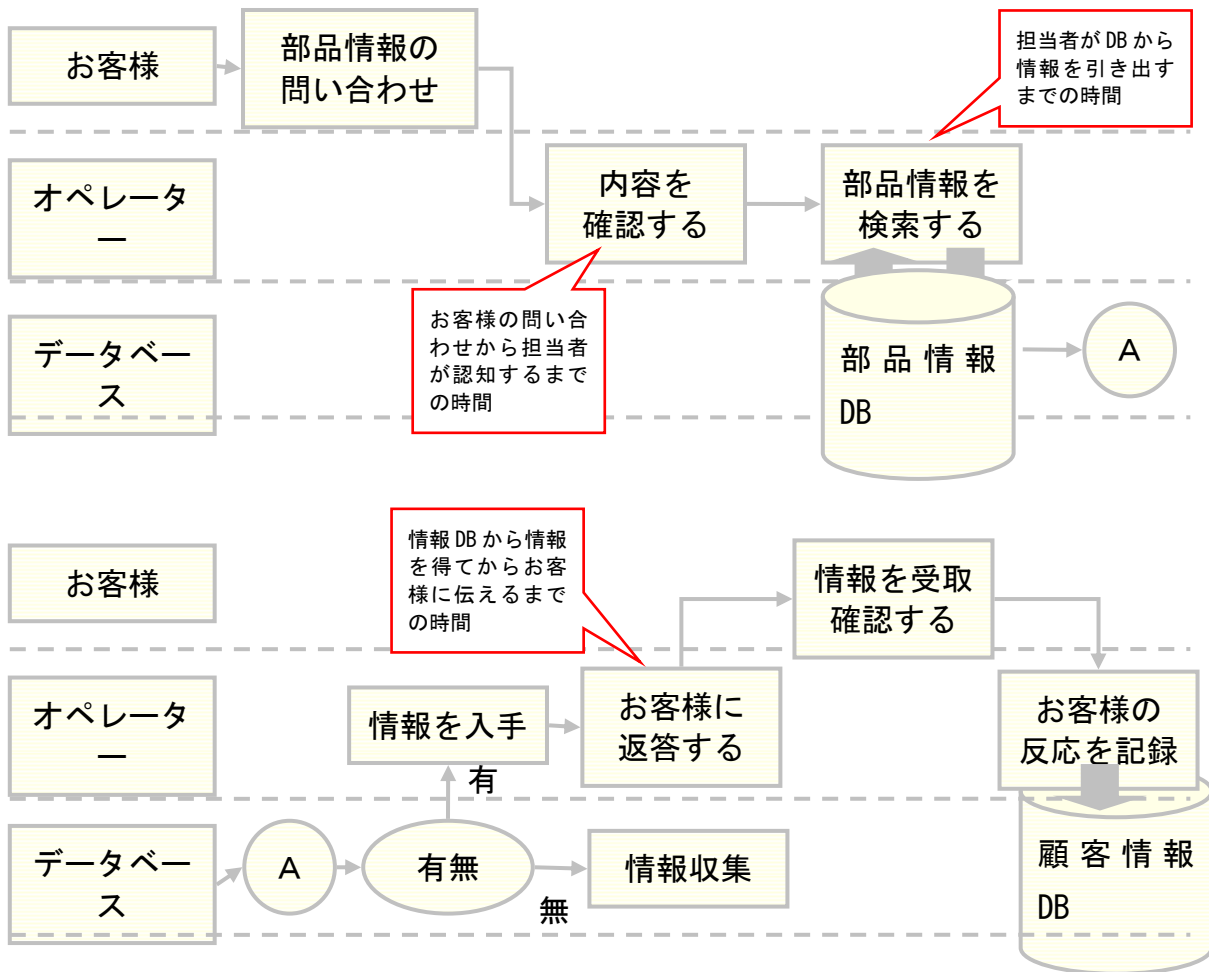 お客様
部品情報の
問い合わせ
担当者が DB から
情報を引き出す
までの時間
オペレータ
ー
内容を
確認する
部品情報を
検索する
お客様の問い合
わせから担当者
が認知するまで
の時間
データベー
ス
部品情報
DB
A
情報 DB から情報
を得てからお客
様に伝えるまで
の時間
お客様
情報を受取
確認する
オペレータ
ー
情報を入手
お客様に
返答する
お客様の
反応を記録
有
データベー
ス
A
有無
情報収集
無
顧客情報
DB